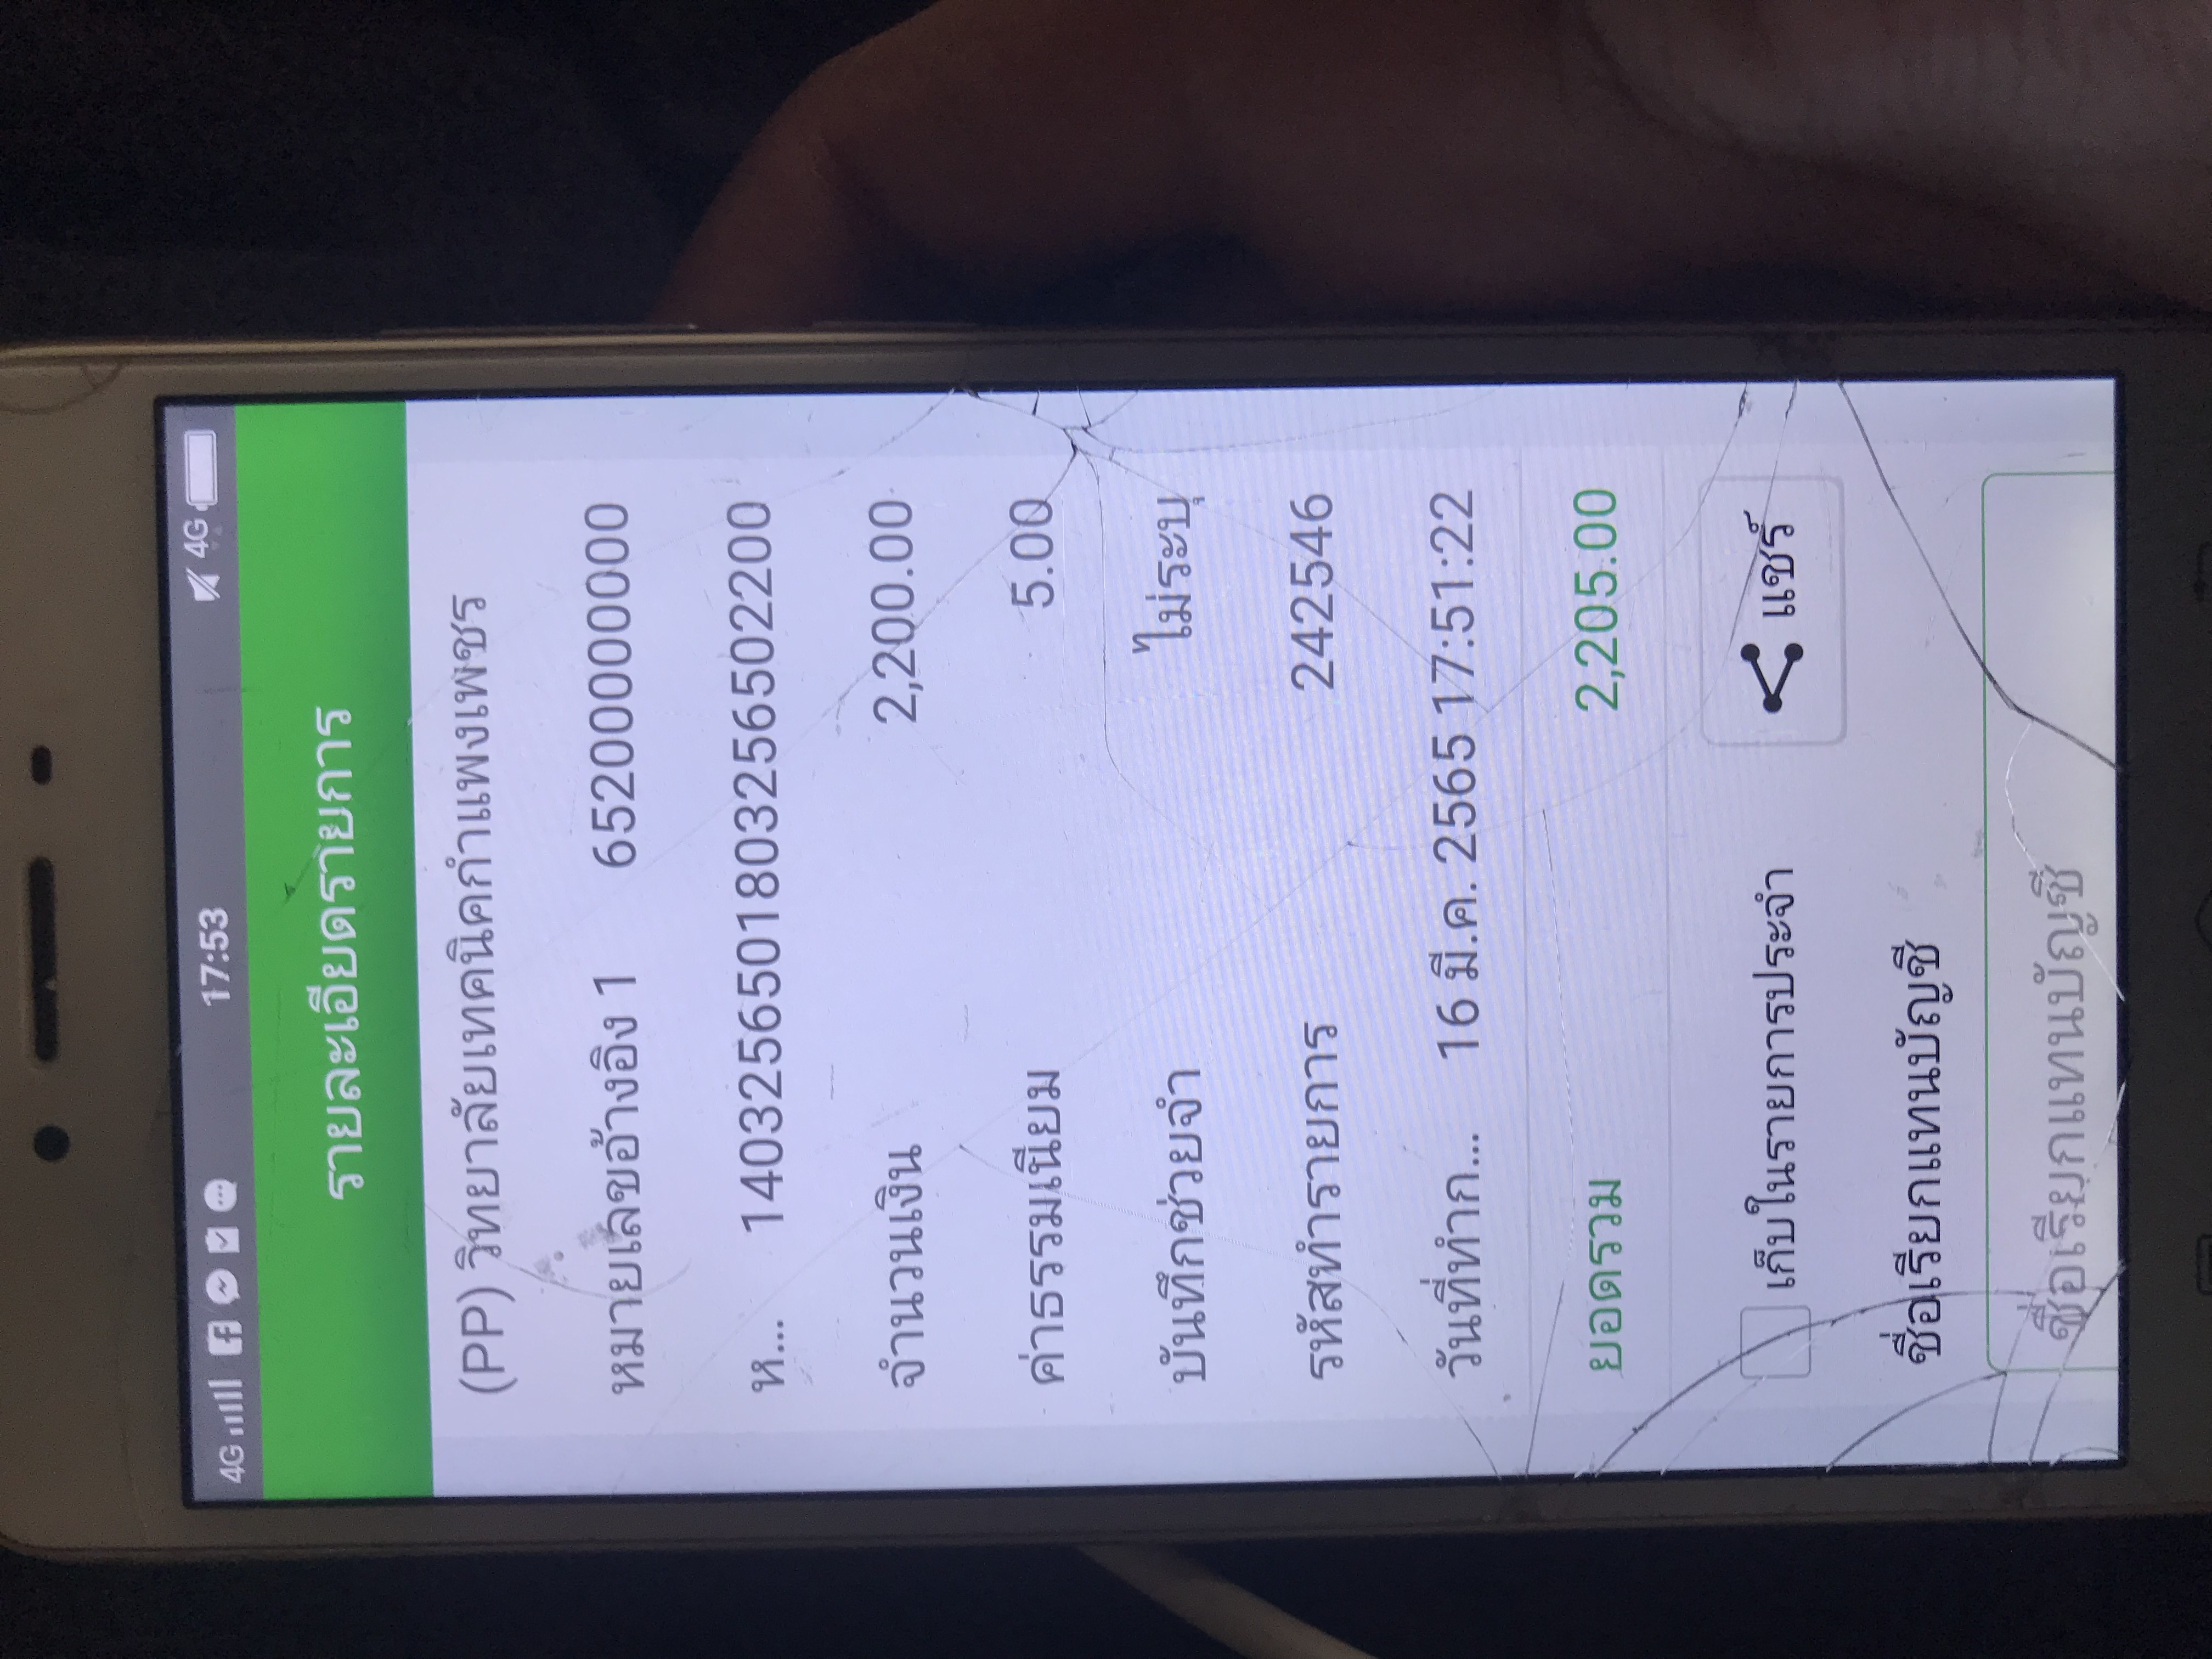 4G 17:53 4G
รายละเอียดรายการ
(PP) วิทยาลัยเทคนิคกำแพงเพชร
หมายเลขอ้างอิง 1 65200000000
ห... 1403256501803256502200
จำนวนเงิน 2,200.00
ค่าธรรมเนียม 5.00
บันทึกช่วยจำ ไม่ระบุ
รหัสทำรายการ 242546
วันที่ทำก... 16 มี.ค. 2565 17:51:22
ยอดรวม 2,205.00
เก็บในรายการประจำ แชร์
ชื่อเรียกแทนบัญชี
ชื่อเรียกแทนบัญชี